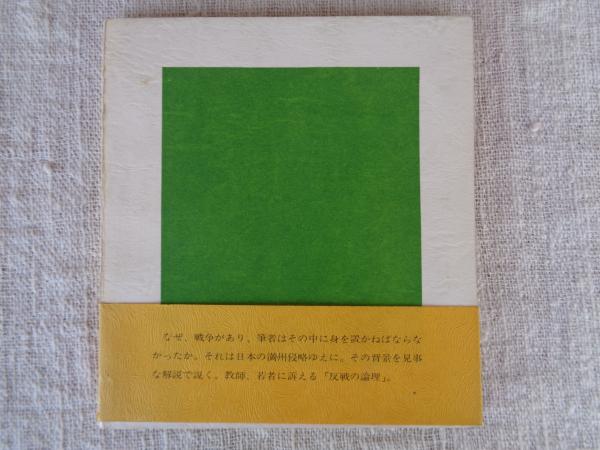 なぜ、戦争があり、筆者はその中に身を置かねばならな
かったか。それは日本の満州侵略ゆえに。その背景を見事
な解説で説く。教師、若者に訴える「反戦の論理」。